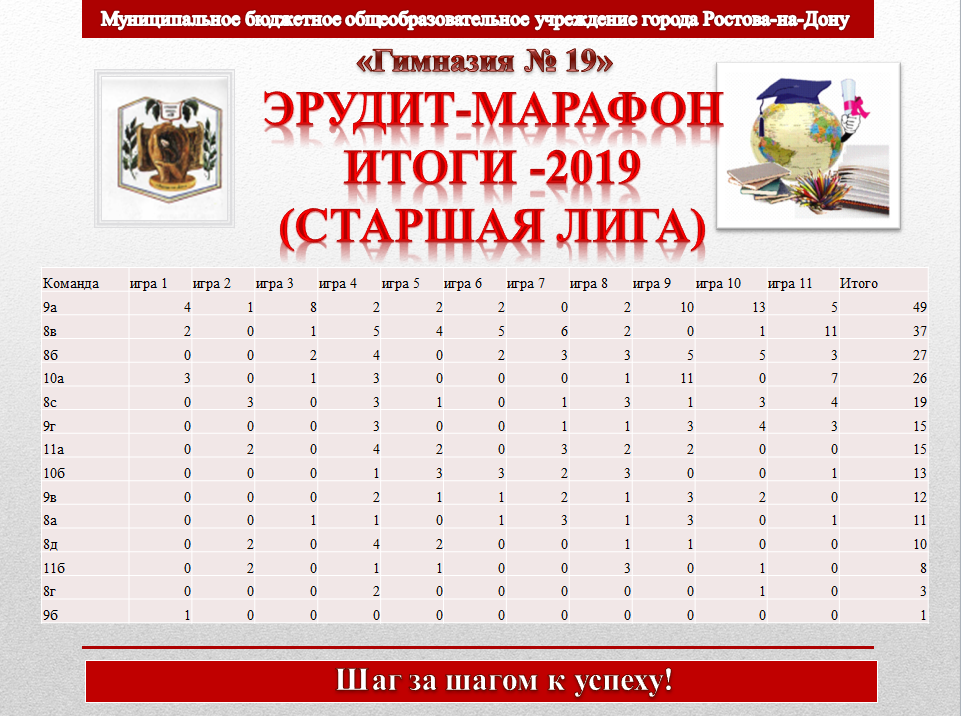 Муниципальное бюджетное общеобразовательное учреждение города Ростова-на-Дону
«Гимназия № 19»
ЭРУДИТ-МАРАФОН
ИТОГИ -2019
(СТАРШАЯ ЛИГА)
Команда игра 1 игра 2 игра 3 игра 4 игра 5 игра 6 игра 7 игра 8 игра 9 игра 10 игра 11 Итого
9а 4 1 8 2 2 2 0 2 10 13 5 49
8в 2 0 1 5 4 5 6 2 0 1 11 37
8б 0 0 2 4 0 2 3 3 5 5 3 27
10а 3 0 1 3 0 0 0 1 11 0 7 26
8с 0 3 0 3 1 0 1 3 1 3 4 19
9г 0 0 0 3 0 0 1 1 3 4 3 15
11а 0 2 0 4 2 0 3 2 2 0 0 15
10б 0 0 0 1 3 3 2 3 0 0 1 13
9в 0 0 0 2 1 1 2 1 3 2 0 12
8а 0 0 1 1 0 1 3 1 3 0 1 11
8д 0 2 0 4 2 0 0 1 1 0 0 10
11б 0 2 0 1 1 0 0 3 0 1 0 8
8г 0 0 0 2 0 0 0 0 0 1 0 3
9б 1 0 0 0 0 0 0 0 0 0 0 1
Шаг за шагом к успеху!